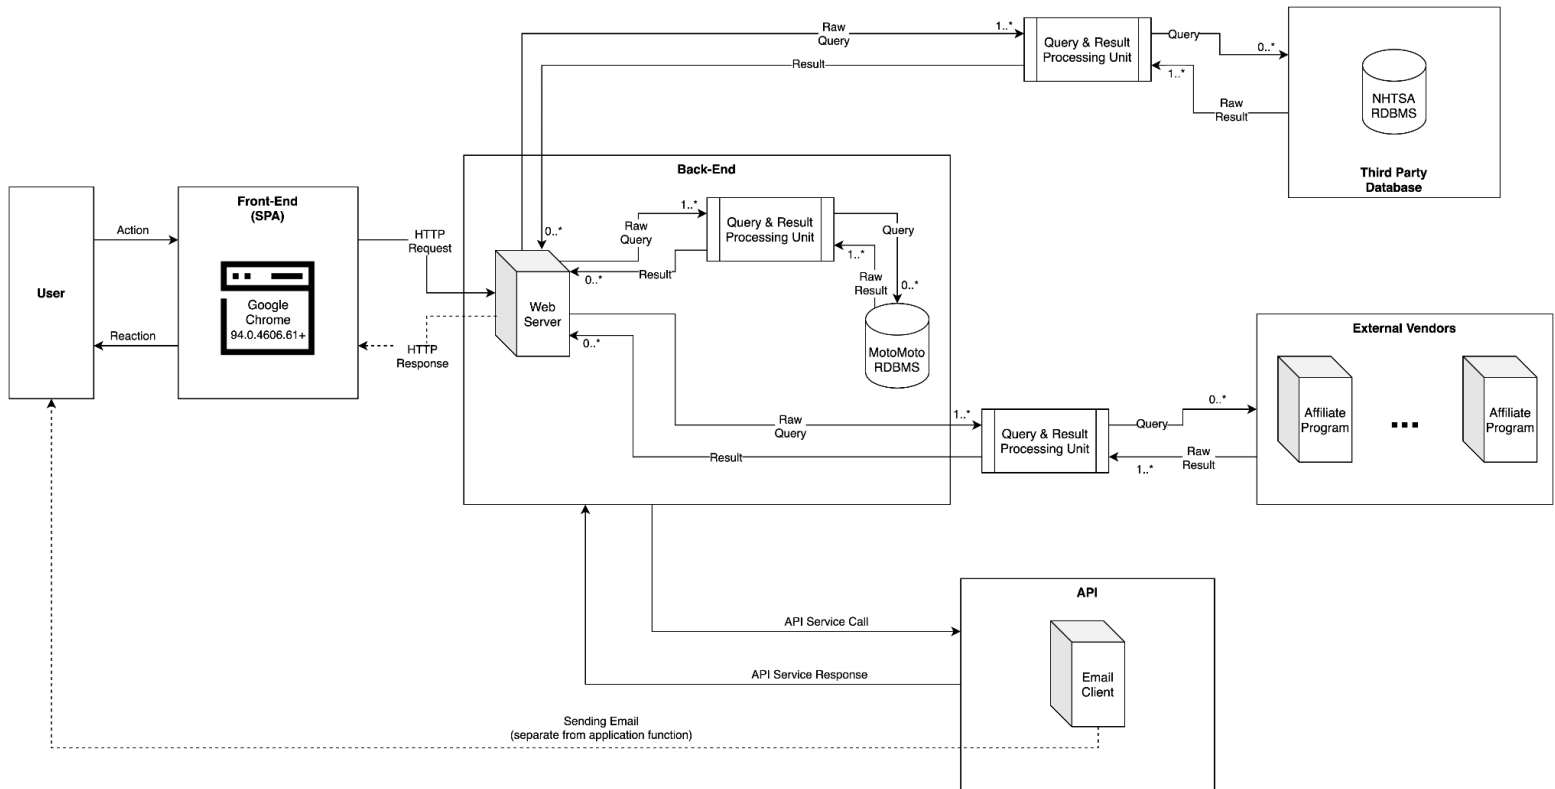 Raw
Query
1..*
Query & Result
Processing Unit
Query
0..*
Result
1..*
Raw
Result
NHTSA
RDBMS
Third Party
Database
Back-End
User
Action
Reaction
Front-End
(SPA)
Google
Chrome
94.0.4606.61+
HTTP
Request
HTTP
Response
0..*
Web
Server
Raw
Query
1..*
Query & Result
Processing Unit
Result
0..*
Query
1..*
Raw
Result
0..*
MotoMoto
RDBMS
0..*
Raw
Query
1..*
Result
Query & Result
Processing Unit
Query
0..*
1..*
Raw
Result
External Vendors
Affiliate
Program
...
Affiliate
Program
API Service Call
API Service Response
API
Email
Client
Sending Email
(separate from application function)